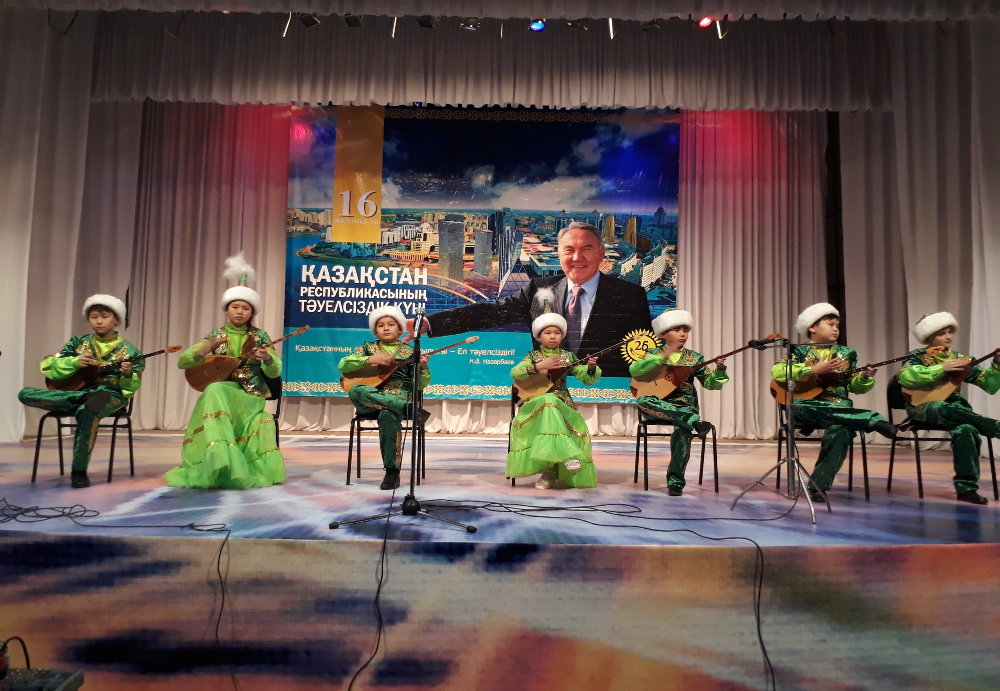 16
ЖЕЛТОҚСАН
ҚАЗАҚСТАН
РЕСПУБЛИКАСЫНЫҢ
ТӘУЕЛСІЗДІК КҮНІ
Қазақстанның – Ел тәуелсіздігі!
Н.Ә. Назарбаев
26